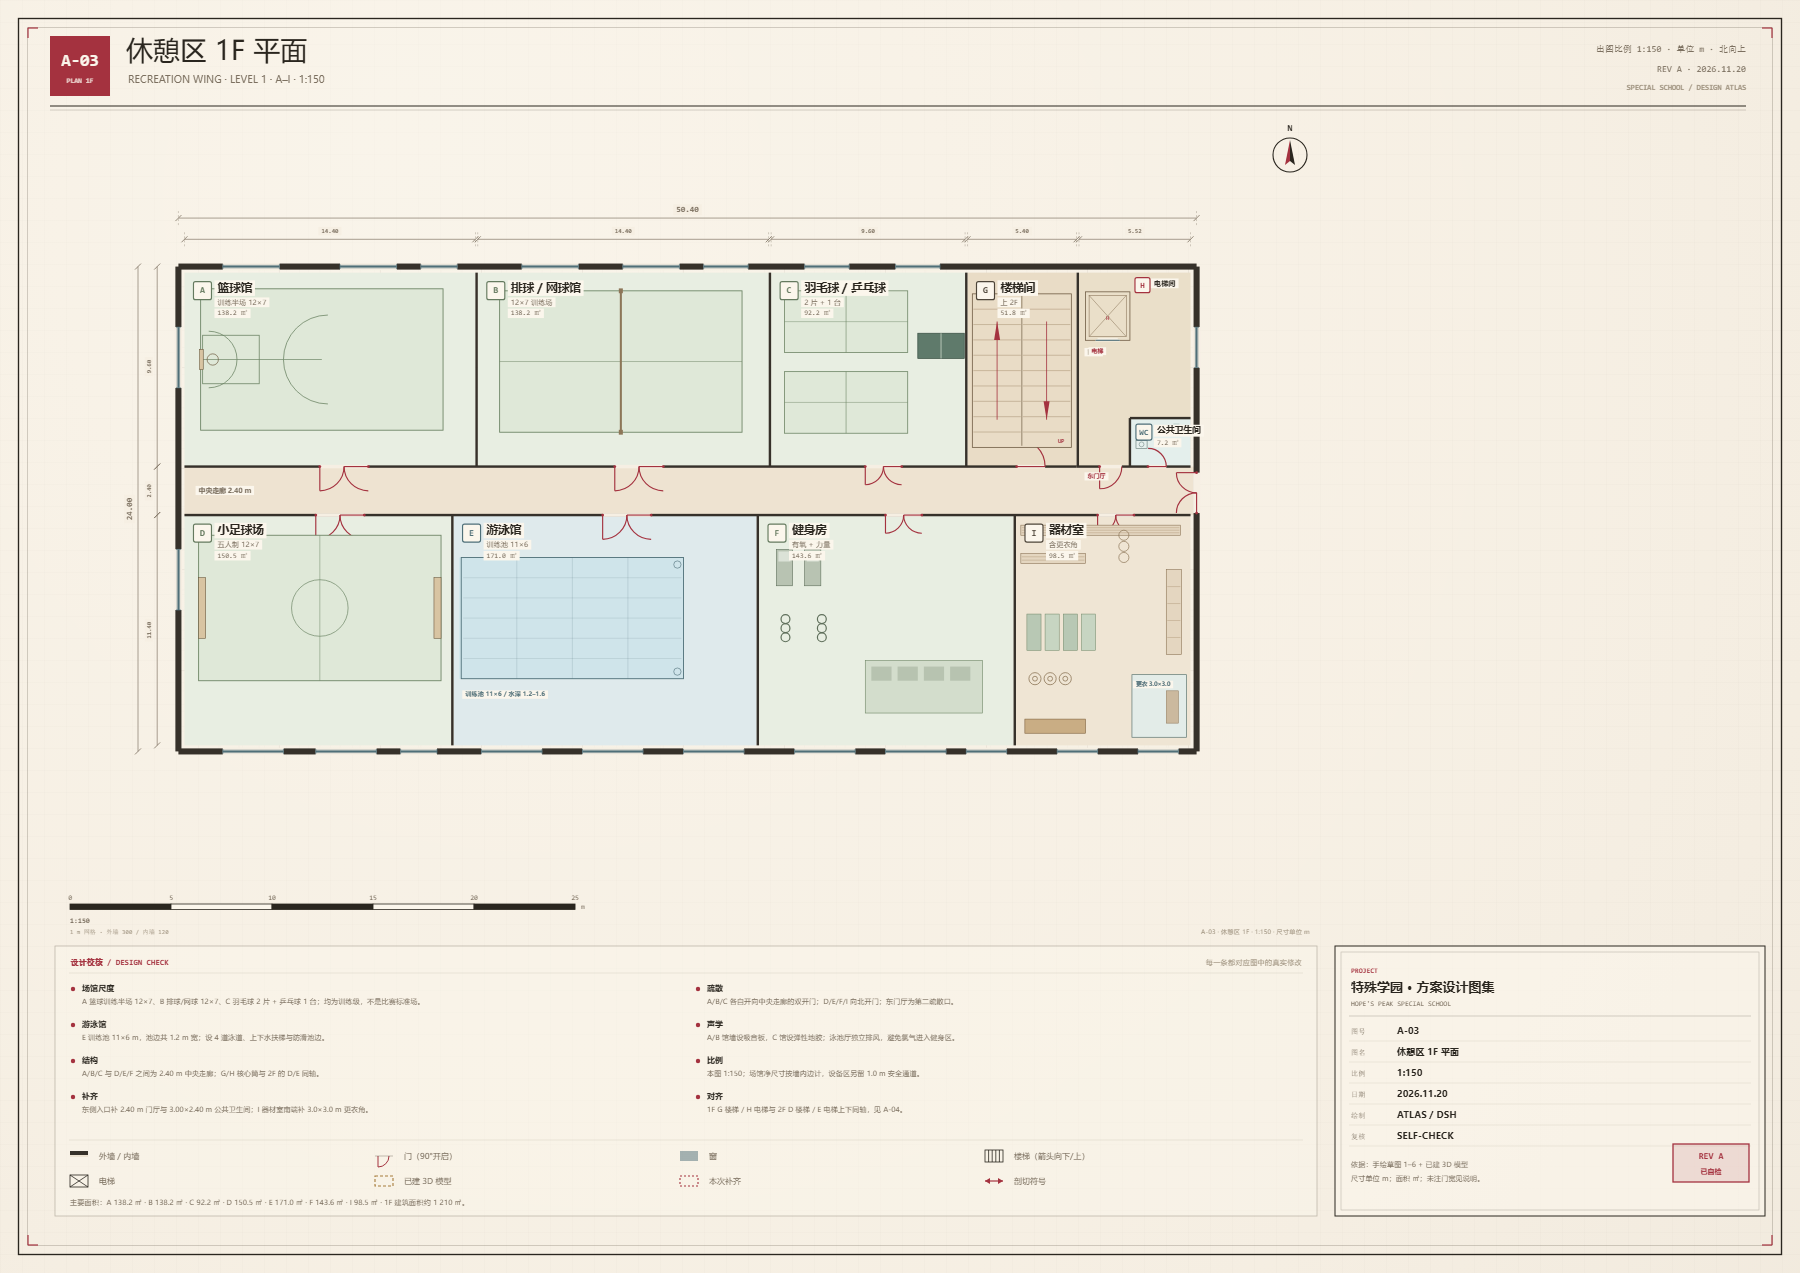 A-03
PLAN 1F
休憩区 1F 平面
RECREATION WING · LEVEL 1 · A–I · 1:150
出图比例 1:150 · 单位 m · 北向上
REV A · 2026.11.20
SPECIAL SCHOOL / DESIGN ATLAS
N
50.40
14.40
14.40
9.60
5.40
5.52
24.00
9.60
2.40
11.40
A 篮球馆
训练半场 12×7
138.2 ㎡
B 排球 / 网球馆
12×7 训练场
138.2 ㎡
C 羽毛球 / 乒乓球
2 片 + 1 台
92.2 ㎡
G 楼梯间
上 2F
51.8 ㎡
UP
H 电梯间
电梯
WC 公共卫生间
7.2 ㎡
东门厅
中央走廊 2.40 m
D 小足球场
五人制 12×7
150.5 ㎡
E 游泳馆
训练池 11×6
171.0 ㎡
训练池 11×6 / 水深 1.2–1.6
F 健身房
有氧 + 力量
143.6 ㎡
I 器材室
含更衣角
98.5 ㎡
更衣 3.0×3.0
0 5 10 15 20 25 m
1:150
1 m 网格 · 外墙 300 / 内墙 120
A-03 · 休憩区 1F · 1:150 · 尺寸单位 m
设计校核 / DESIGN CHECK
每一条都对应图中的真实修改
场馆尺度
A 篮球训练半场 12×7，B 排球/网球 12×7，C 羽毛球 2 片 + 乒乓球 1 台；均为训练级，不是比赛标准场。
游泳馆
E 训练池 11×6 m，池边共 1.2 m 宽；设 4 道泳道、上下水扶梯与防滑池边。
结构
A/B/C 与 D/E/F 之间为 2.40 m 中央走廊；G/H 核心筒与 2F 的 D/E 同轴。
补齐
东侧入口补 2.40 m 门厅与 3.00×2.40 m 公共卫生间；I 器材室南端补 3.0×3.0 m 更衣角。
疏散
A/B/C 各自开向中央走廊的双开门；D/E/F/I 向北开门；东门厅为第二疏散口。
声学
A/B 馆墙设吸音板，C 馆设弹性地胶；泳池厅独立排风，避免氯气进入健身区。
比例
本图 1:150；场馆净尺寸按墙内边计，设备区另留 1.0 m 安全通道。
对齐
1F G 楼梯 / H 电梯与 2F D 楼梯 / E 电梯上下同轴，见 A-04。
外墙 / 内墙
门（90°开启）
窗
楼梯（箭头向下/上）
电梯
已建 3D 模型
本次补齐
剖切符号
主要面积：A 138.2 ㎡ · B 138.2 ㎡ · C 92.2 ㎡ · D 150.5 ㎡ · E 171.0 ㎡ · F 143.6 ㎡ · I 98.5 ㎡ · 1F 建筑面积约 1 210 ㎡。
PROJECT
特殊学园 · 方案设计图集
HOPE'S PEAK SPECIAL SCHOOL
图号 A-03
图名 休憩区 1F 平面
比例 1:150
日期 2026.11.20
绘制 ATLAS / DSH
复核 SELF-CHECK
依据：手绘草图 1–6 + 已建 3D 模型
尺寸单位 m；面积 ㎡；未注门宽见说明。
REV A
已自检